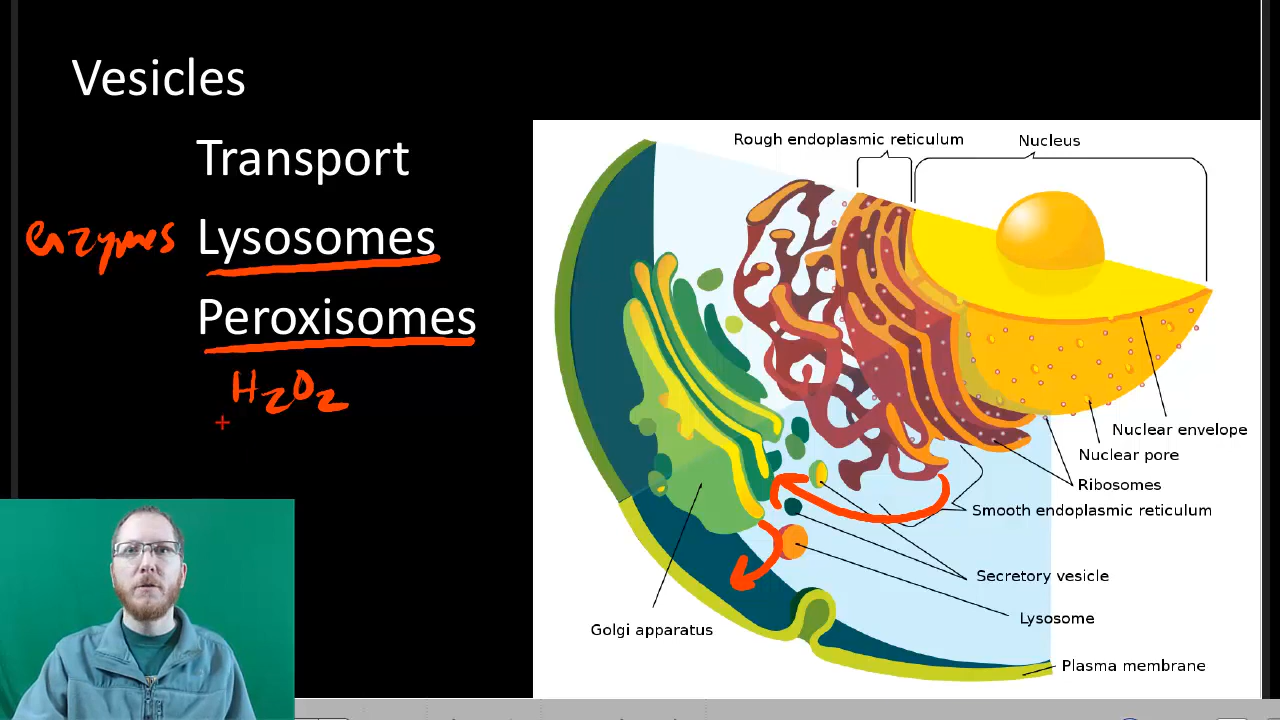 Vesicles
Transport
enzymes Lysosomes
Peroxisomes
H2O2
Rough endoplasmic reticulum
Nucleus
Nuclear envelope
Nuclear pore
Ribosomes
Smooth endoplasmic reticulum
Secretory vesicle
Lysosome
Golgi apparatus
Plasma membrane